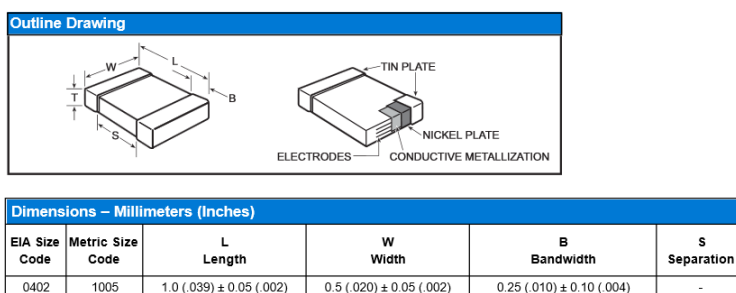 Outline Drawing
W
L
T
B
S
TIN PLATE
NICKEL PLATE
ELECTRODES
CONDUCTIVE METALLIZATION
Dimensions – Millimeters (Inches)
EIA Size Code
Metric Size Code
L Length
W Width
B Bandwidth
S Separation
0402 1005 1.0 (.039) ± 0.05 (.002) 0.5 (.020) ± 0.05 (.002) 0.25 (.010) ± 0.10 (.004) -